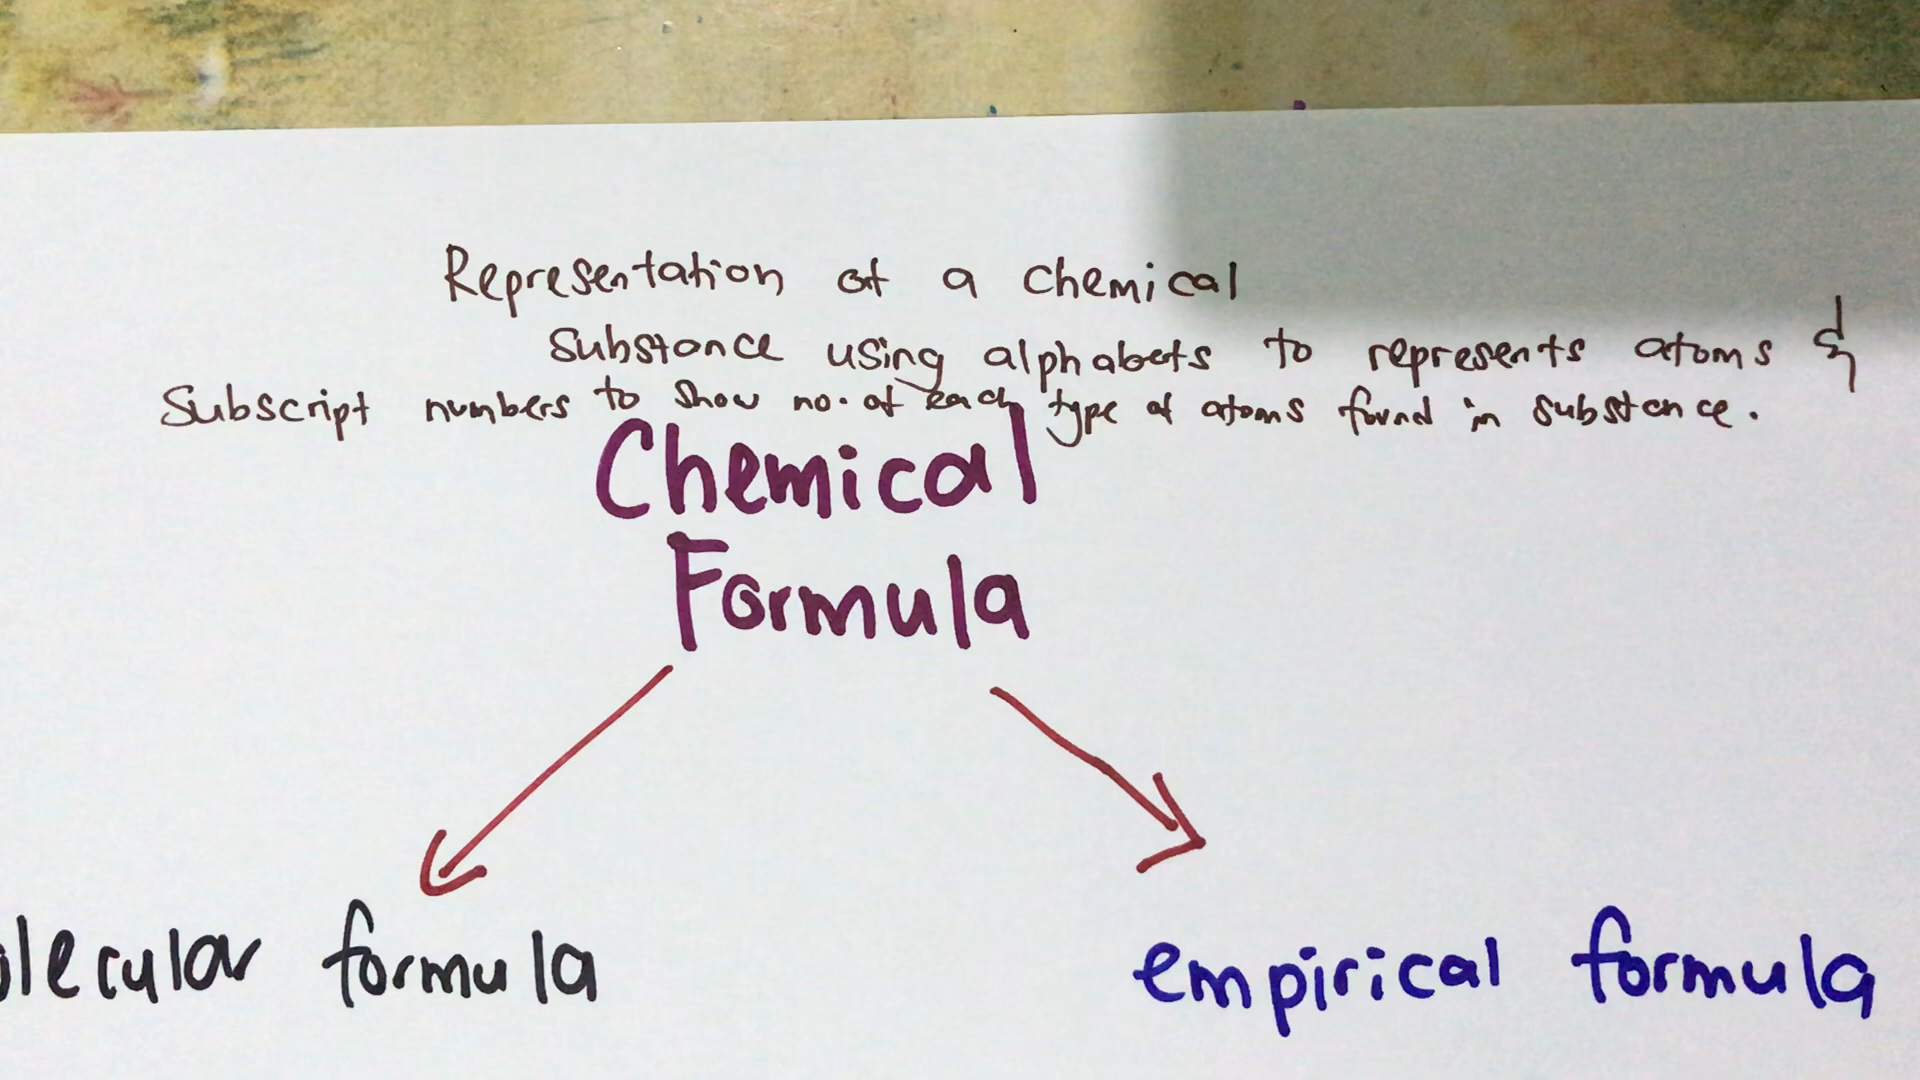 Representation of a chemical
Substance using alphabets to represents atoms &
Subscript numbers to show no. of each type of atoms found in substance.
Chemical
Formula
olecular formula
empirical formula